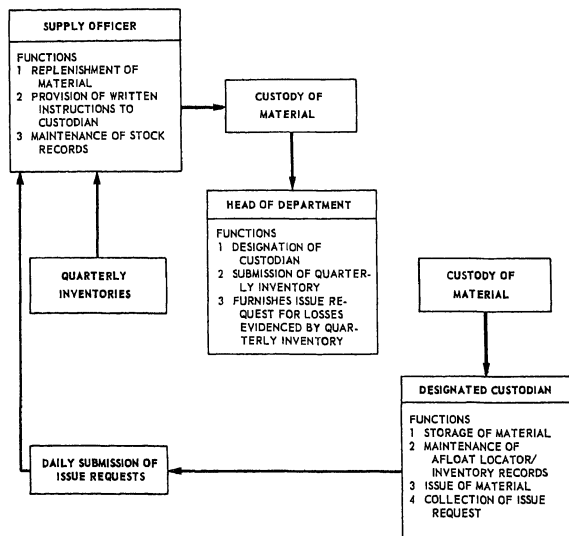 SUPPLY OFFICER
FUNCTIONS
1 REPLENISHMENT OF
MATERIAL
2 PROVISION OF WRITTEN
INSTRUCTIONS TO
CUSTODIAN
3 MAINTENANCE OF STOCK
RECORDS
CUSTODY OF
MATERIAL
HEAD OF DEPARTMENT
FUNCTIONS
1 DESIGNATION OF
CUSTODIAN
2 SUBMISSION OF QUARTER-
LY INVENTORY
3 FURNISHES ISSUE RE-
QUEST FOR LOSSES
EVIDENCED BY QUAR-
TERLY INVENTORY
QUARTERLY
INVENTORIES
CUSTODY OF
MATERIAL
DESIGNATED CUSTODIAN
FUNCTIONS
1 STORAGE OF MATERIAL
2 MAINTENANCE OF
AFLOAT LOCATOR/
INVENTORY RECORDS
3 ISSUE OF MATERIAL
4 COLLECTION OF ISSUE
REQUEST
DAILY SUBMISSION OF
ISSUE REQUESTS